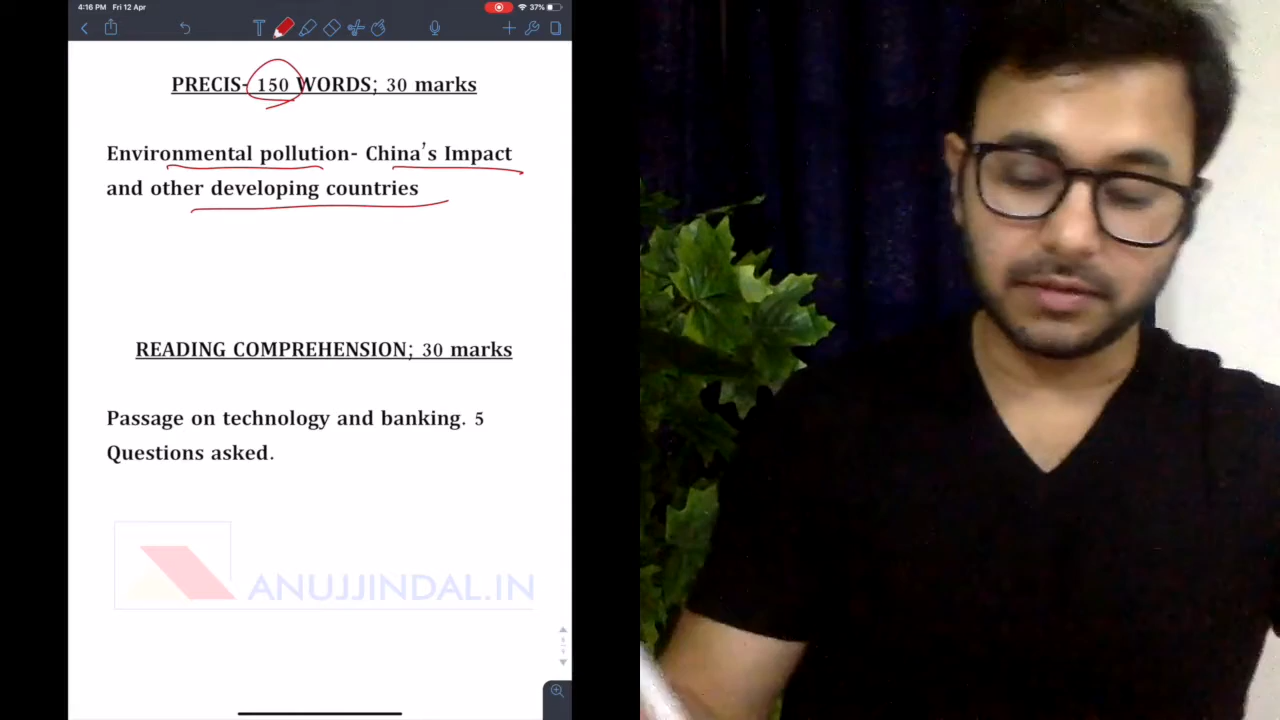 4:16 PM Fri 12 Apr
37%
PRECIS- 150 WORDS; 30 marks
Environmental pollution- China's Impact
and other developing countries
READING COMPREHENSION; 30 marks
Passage on technology and banking. 5
Questions asked.
ANUJJINDAL.IN